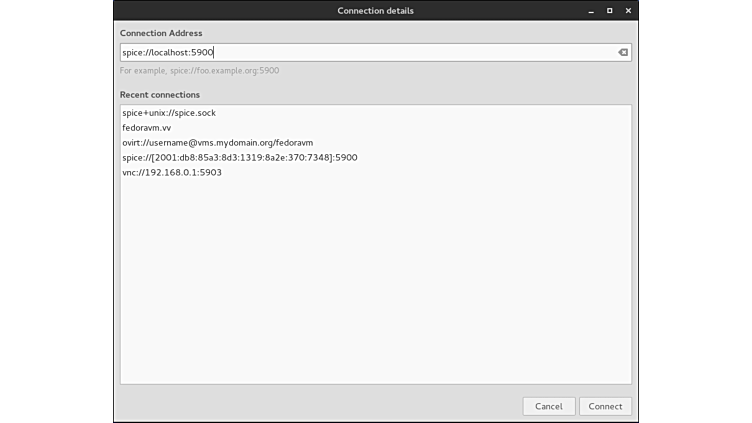 Connection details
Connection Address
spice://localhost:5900
For example, spice://foo.example.org:5900
Recent connections
spice+unix://spice.sock
fedoravm.vv
ovirt://username@vms.mydomain.org/fedoravm
spice://[2001:db8:85a3:8d3:1319:8a2e:370:7348]:5900
vnc://192.168.0.1:5903
Cancel Connect